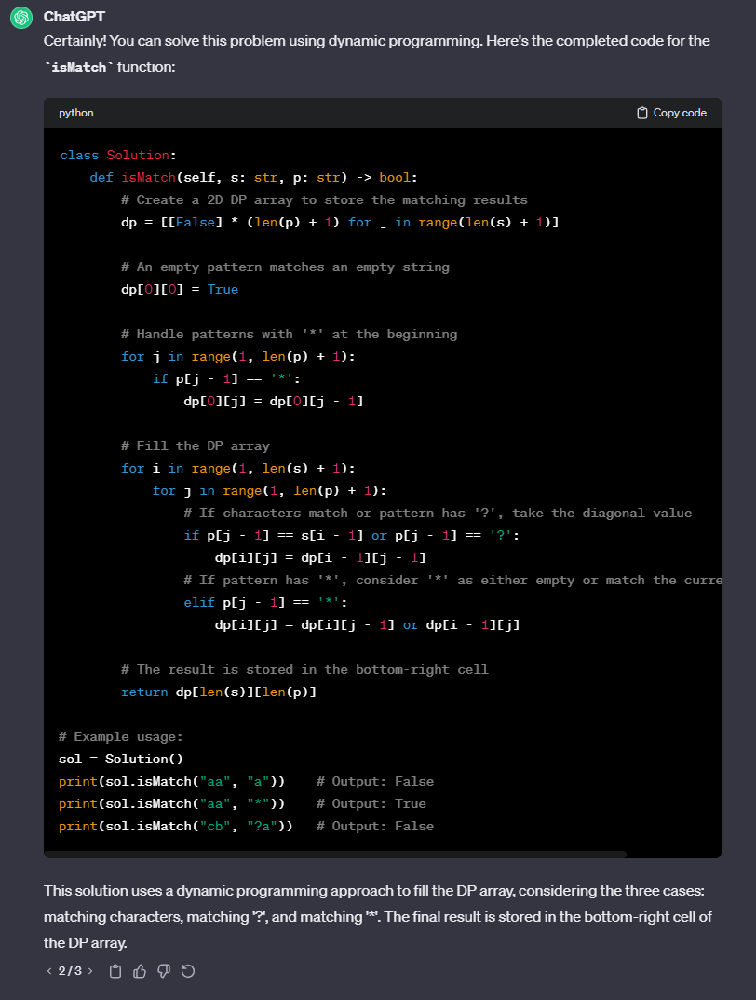 ChatGPT
Certainly! You can solve this problem using dynamic programming. Here's the completed code for the
`isMatch` function:
python
Copy code
class Solution:
    def isMatch(self, s: str, p: str) -> bool:
        # Create a 2D DP array to store the matching results
        dp = [[False] * (len(p) + 1) for _ in range(len(s) + 1)]
        # An empty pattern matches an empty string
        dp[0][0] = True
        # Handle patterns with '*' at the beginning
        for j in range(1, len(p) + 1):
            if p[j - 1] == '*':
                dp[0][j] = dp[0][j - 1]
        # Fill the DP array
        for i in range(1, len(s) + 1):
            for j in range(1, len(p) + 1):
                # If characters match or pattern has '?', take the diagonal value
                if p[j - 1] == s[i - 1] or p[j - 1] == '?':
                    dp[i][j] = dp[i - 1][j - 1]
                # If pattern has '*', consider '*' as either empty or match the curre
                elif p[j - 1] == '*':
                    dp[i][j] = dp[i][j - 1] or dp[i - 1][j]
        # The result is stored in the bottom-right cell
        return dp[len(s)][len(p)]
# Example usage:
sol = Solution()
print(sol.isMatch("aa", "a"))    # Output: False
print(sol.isMatch("aa", "*"))    # Output: True
print(sol.isMatch("cb", "?a"))   # Output: False
This solution uses a dynamic programming approach to fill the DP array, considering the three cases:
matching characters, matching '?', and matching '*'. The final result is stored in the bottom-right cell of
the DP array.
< 2/3 >